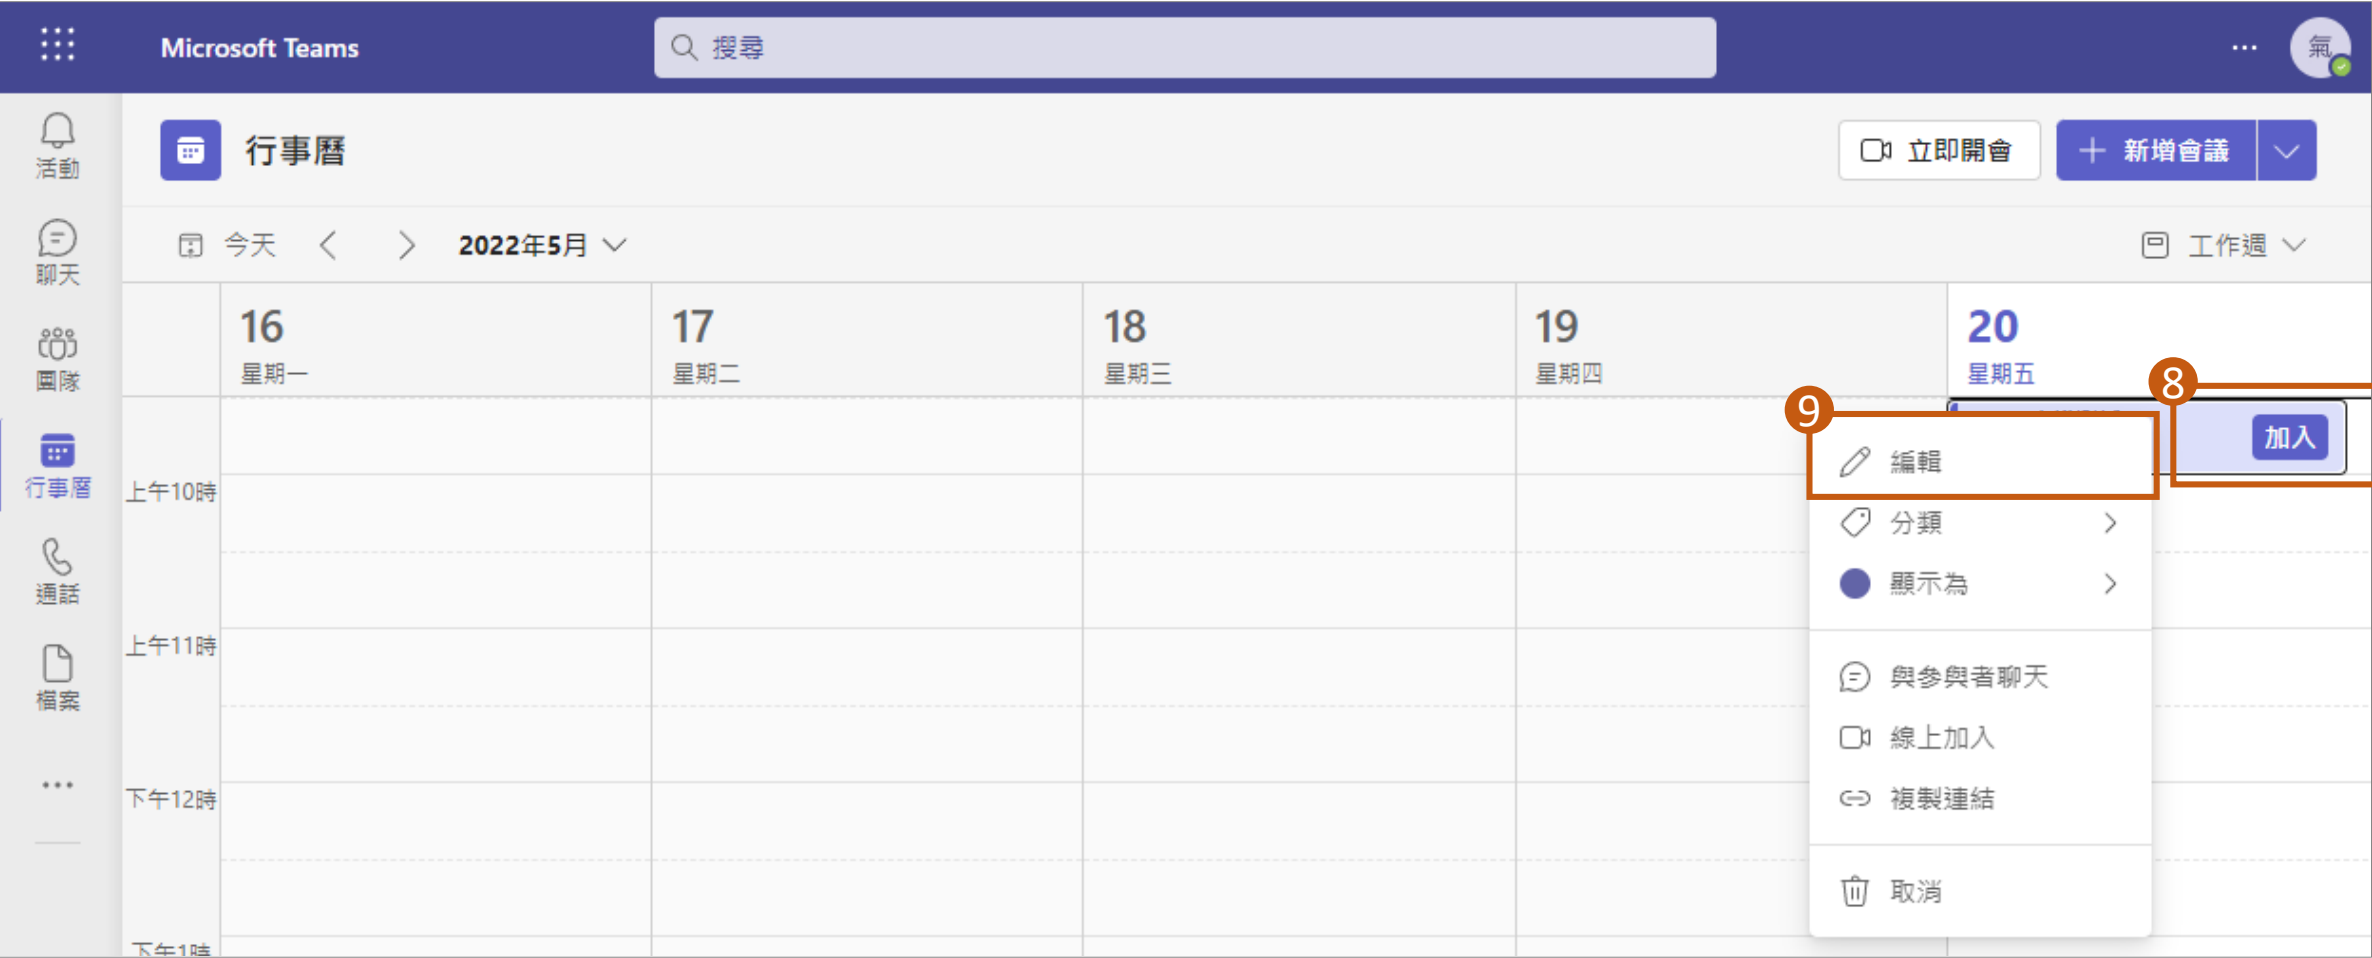 Microsoft Teams
搜尋
氣
活動
聊天
團隊
行事曆
通話
檔案
行事曆
立即開會
新增會議
今天
2022年5月
工作週
16
星期一
17
星期二
18
星期三
19
星期四
20
星期五
8
9
加入
上午10時
上午11時
下午12時
下午1時
編輯
分類
顯示為
與參與者聊天
線上加入
複製連結
取消